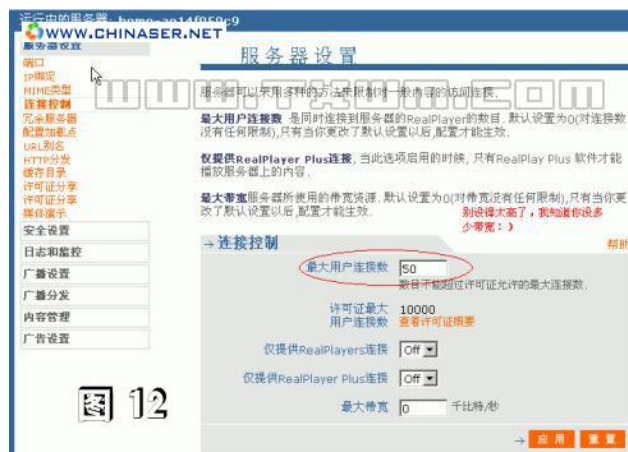 运行中的服务器: home-ae14f959c9
WWW.CHINASER.NET
服务器设置
端口
IP绑定
MIME类型
连接控制
冗余服务器
配置加载点
URL别名
HTTP分发
缓存目录
许可证分享
许可证分享
媒体演示
安全设置
日志和监控
广播设置
广播分发
内容管理
广告设置
图 12
服务器设置
服务器可以采用多种的方法来限制对一般内容的访问连接.
最大用户连接数 是同时连接到服务器的RealPlayer的数目. 默认设置为0(对连接数
没有任何限制),只有当你更改了默认设置以后,配置才能生效.
仅提供RealPlayer Plus连接, 当此选项启用的时候, 只有RealPlay Plus 软件才能
播放服务器上的内容.
最大带宽服务器所使用的带宽资源. 默认设置为0(对带宽没有任何限制),只有当你更
改了默认设置以后,配置才能生效.
别设得太高了，我知道你没多
少带宽：）
→连接控制
帮助
最大用户连接数 50
数目不能超过许可证允许的最大连接数.
许可证最大
用户连接数 10000
查看许可证摘要
仅提供RealPlayers连接 Off
仅提供RealPlayer Plus连接 Off
最大带宽 0 千比特/秒
→ 应用 重置